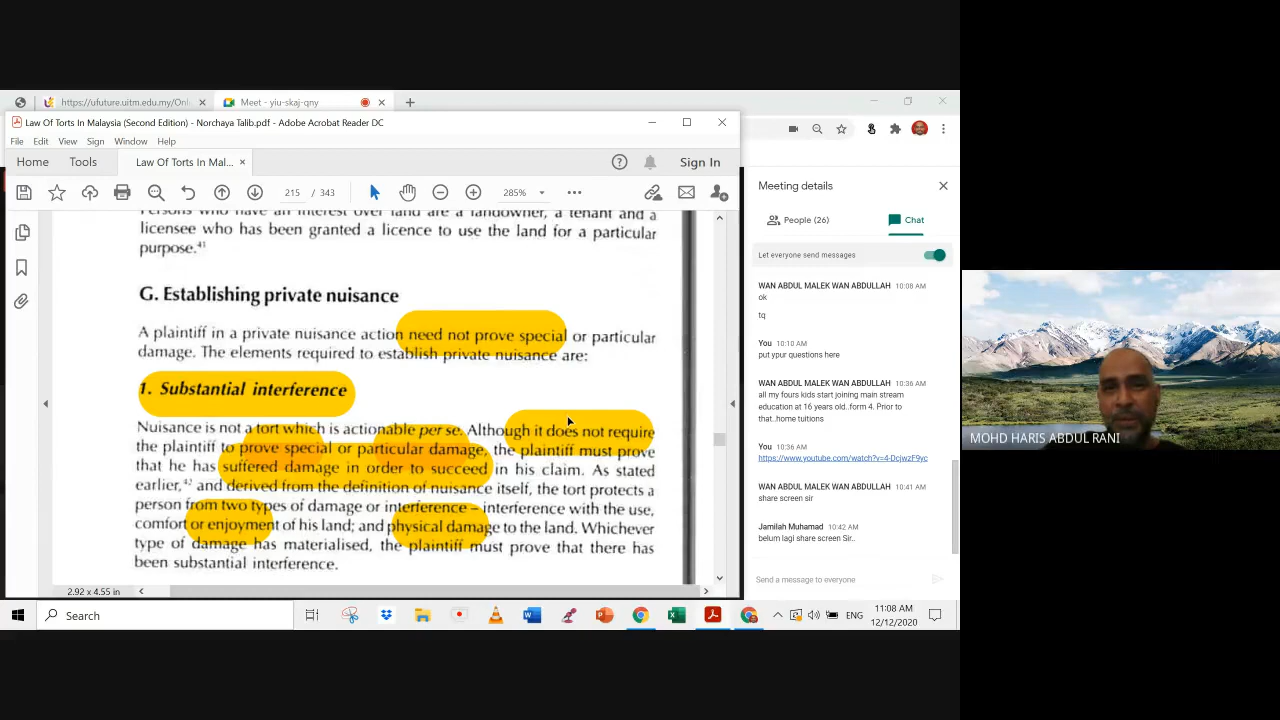 https://ufuture.uitm.edu.my/Onl
Meet - yiu-skaj-qny
Law Of Torts In Malaysia (Second Edition) - Norchaya Talib.pdf - Adobe Acrobat Reader DC
File Edit View Sign Window Help
Home Tools Law Of Torts In Mal... Sign In
215 / 343 285%
Persons who have an interest over land are a landowner, a tenant and a
licensee who has been granted a licence to use the land for a particular
purpose.41
G. Establishing private nuisance
A plaintiff in a private nuisance action need not prove special or particular
damage. The elements required to establish private nuisance are:
1. Substantial interference
Nuisance is not a tort which is actionable per se. Although it does not require
the plaintiff to prove special or particular damage, the plaintiff must prove
that he has suffered damage in order to succeed in his claim. As stated
earlier,42 and derived from the definition of nuisance itself, the tort protects a
person from two types of damage or interference – interference with the use,
comfort or enjoyment of his land; and physical damage to the land. Whichever
type of damage has materialised, the plaintiff must prove that there has
been substantial interference.
2.92 x 4.55 in
Meeting details
People (26) Chat
Let everyone send messages
WAN ABDUL MALEK WAN ABDULLAH 10:08 AM
ok
tq
You 10:10 AM
put ypur questions here
WAN ABDUL MALEK WAN ABDULLAH 10:36 AM
all my fours kids start joining main stream
education at 16 years old..form 4. Prior to
that..home tuitions
You 10:36 AM
https://www.youtube.com/watch?v=4-DcjwzF9yc
WAN ABDUL MALEK WAN ABDULLAH 10:41 AM
share screen sir
Jamilah Muhamad 10:42 AM
belum lagi share screen Sir..
Send a message to everyone
MOHD HARIS ABDUL RANI
Search
ENG
11:08 AM
12/12/2020